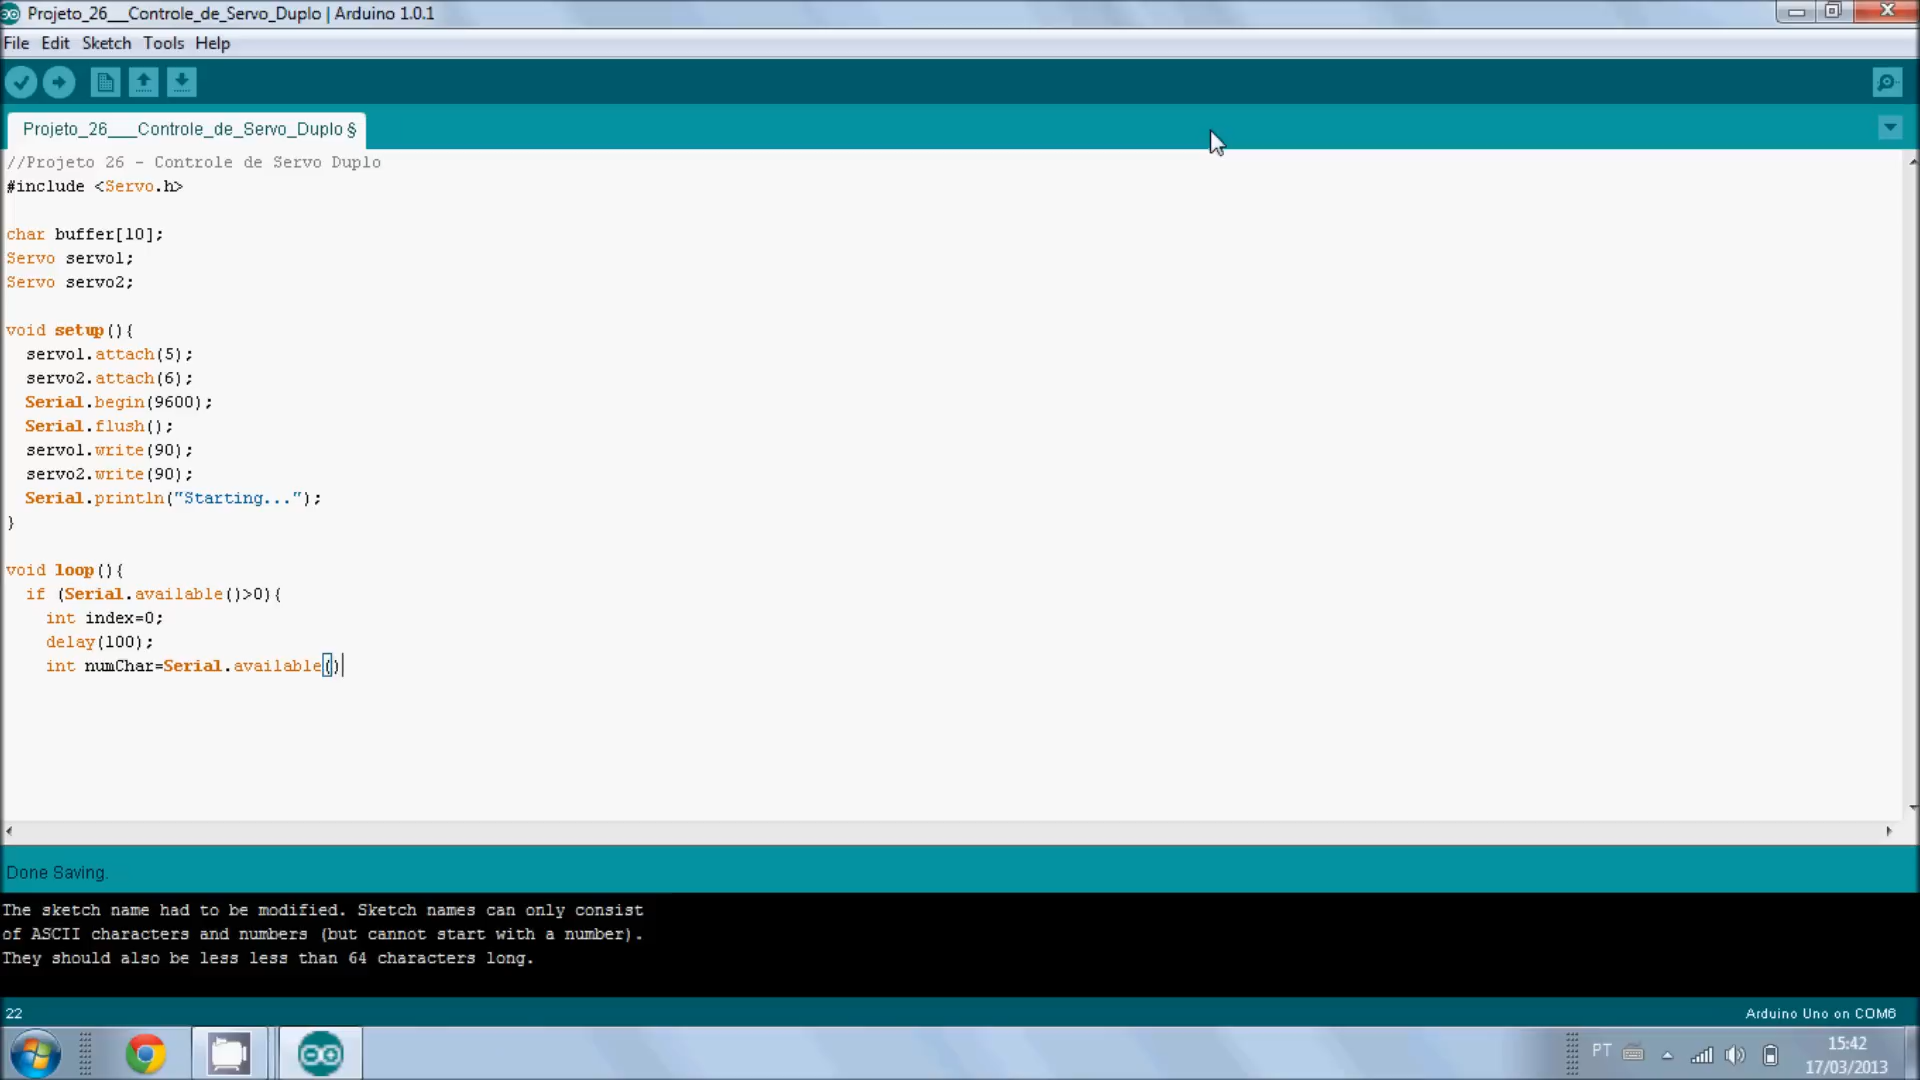 Projeto_26___Controle_de_Servo_Duplo | Arduino 1.0.1
File Edit Sketch Tools Help
Projeto_26___Controle_de_Servo_Duplo §
//Projeto 26 - Controle de Servo Duplo
#include <Servo.h>
char buffer[10];
Servo servo1;
Servo servo2;
void setup(){
servo1.attach(5);
servo2.attach(6);
Serial.begin(9600);
Serial.flush();
servo1.write(90);
servo2.write(90);
Serial.println("Starting...");
}
void loop(){
if (Serial.available()>0){
int index=0;
delay(100);
int numChar=Serial.available()
Done Saving.
The sketch name had to be modified. Sketch names can only consist
of ASCII characters and numbers (but cannot start with a number).
They should also be less less than 64 characters long.
22
Arduino Uno on COM6
PT
15:42
17/03/2013